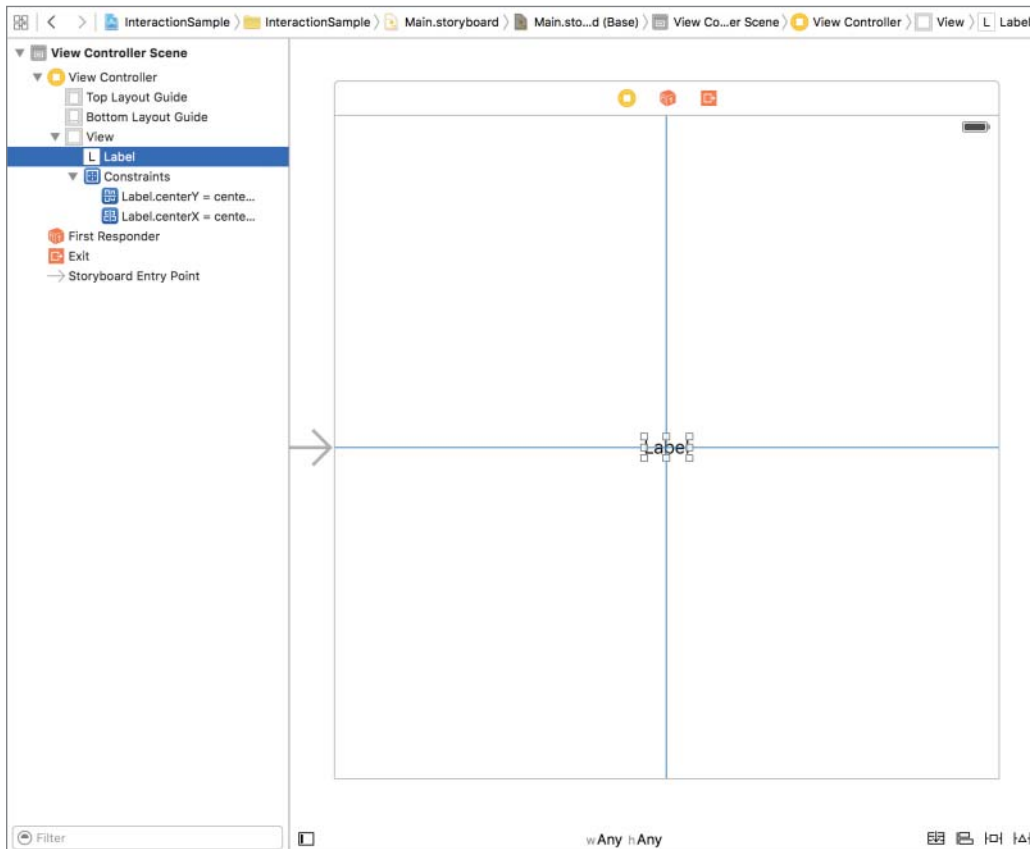 InteractionSample InteractionSample Main.storyboard Main.sto...d (Base) View Co...er Scene View Controller View L Label
View Controller Scene
View Controller
Top Layout Guide
Bottom Layout Guide
View
L Label
Constraints
Label.centerY = cente...
Label.centerX = cente...
First Responder
Exit
Storyboard Entry Point
Label
Filter
wAny hAny